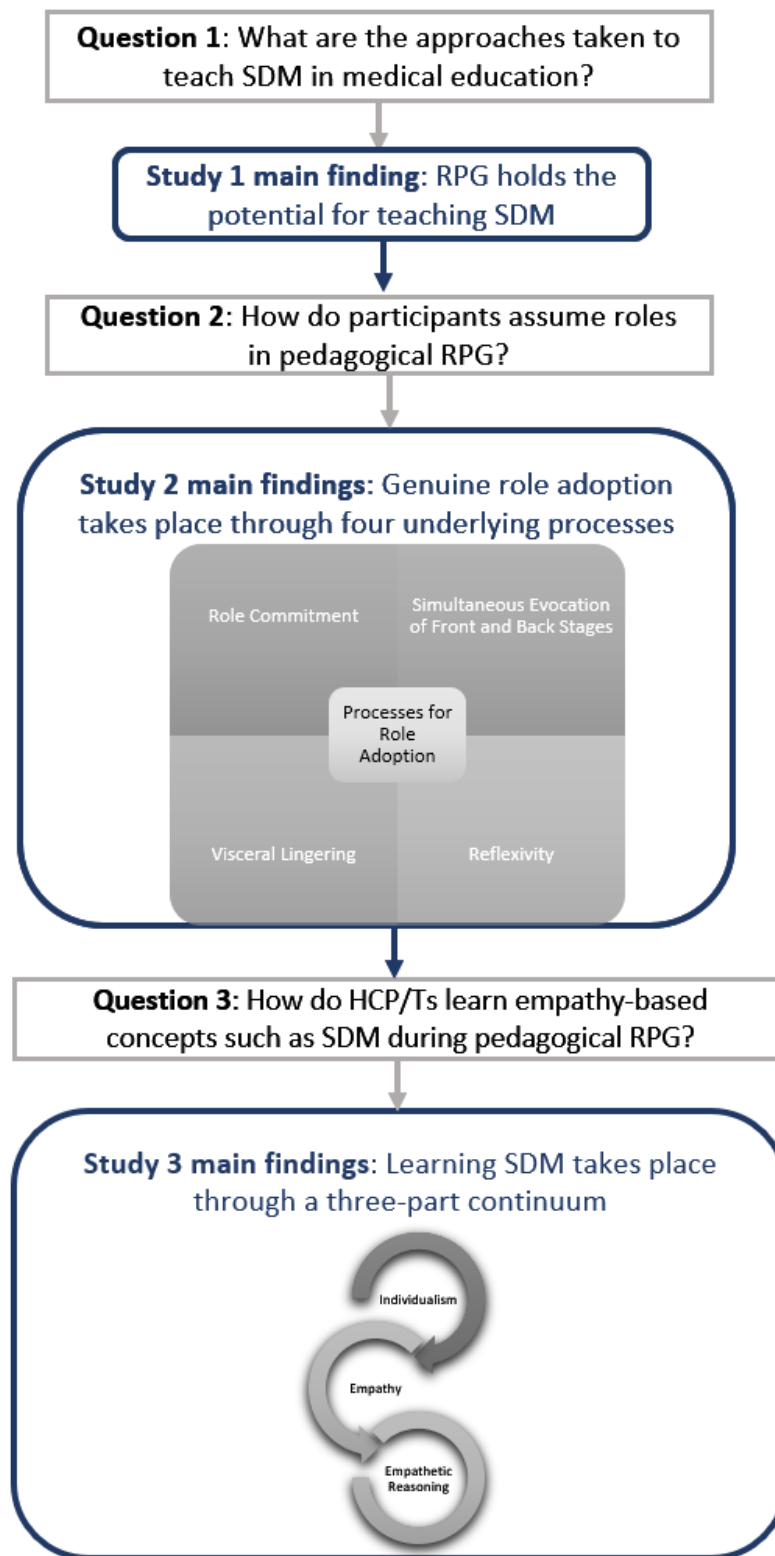 Question 1: What are the approaches taken to
teach SDM in medical education?
Study 1 main finding: RPG holds the
potential for teaching SDM
Question 2: How do participants assume roles
in pedagogical RPG?
Study 2 main findings: Genuine role adoption
takes place through four underlying processes
Role Commitment
Simultaneous Evocation
of Front and Back Stages
Processes for
Role
Adoption
Visceral Lingering
Reflexivity
Question 3: How do HCP/Ts learn empathy-based
concepts such as SDM during pedagogical RPG?
Study 3 main findings: Learning SDM takes place
through a three-part continuum
Individualism
Empathy
Empathetic
Reasoning